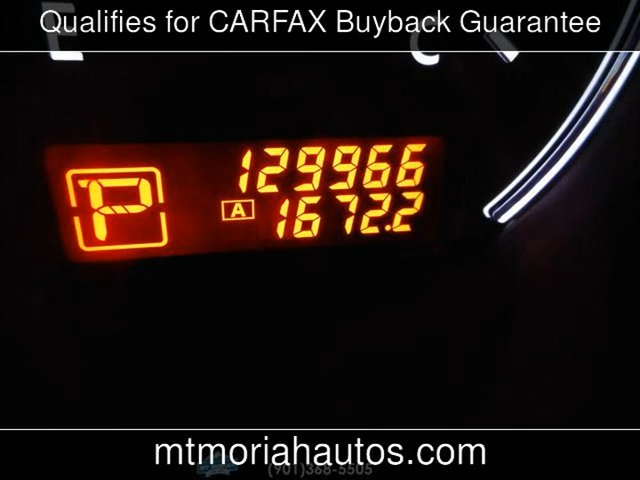 Qualifies for CARFAX Buyback Guarantee
E C
P 129966
A 1672.2
mtmoriahautos.com
(901)368-5505